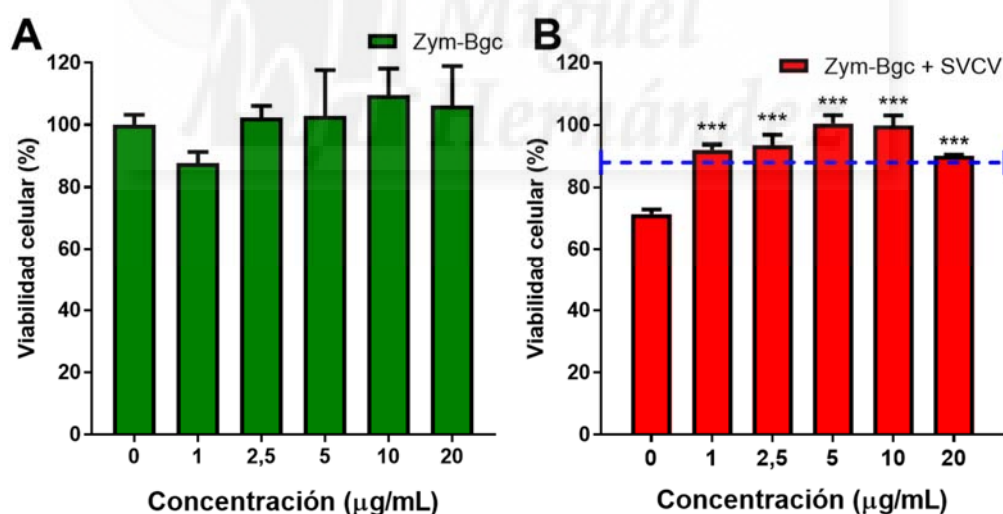 A
Zym-Bgc
Viabilidad celular (%)
120
100
80
60
40
20
0
0 1 2,5 5 10 20
Concentración (µg/mL)
B
Zym-Bgc + SVCV
Viabilidad celular (%)
120
100
80
60
40
20
0
*** *** *** *** ***
0 1 2,5 5 10 20
Concentración (µg/mL)
Miguel
Hernández